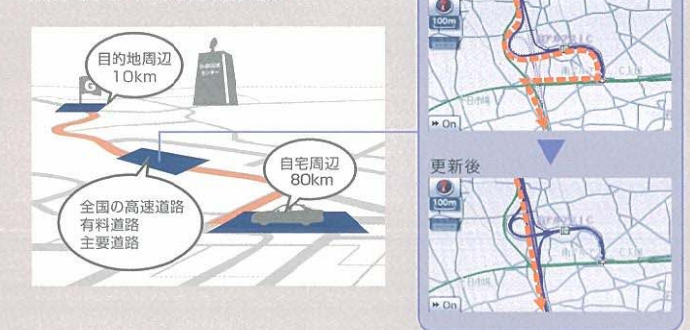 目的地周辺
10km
G
自宅周辺
80km
全国の高速道路
有料道路
主要道路
100m
On
更新後
100m
On